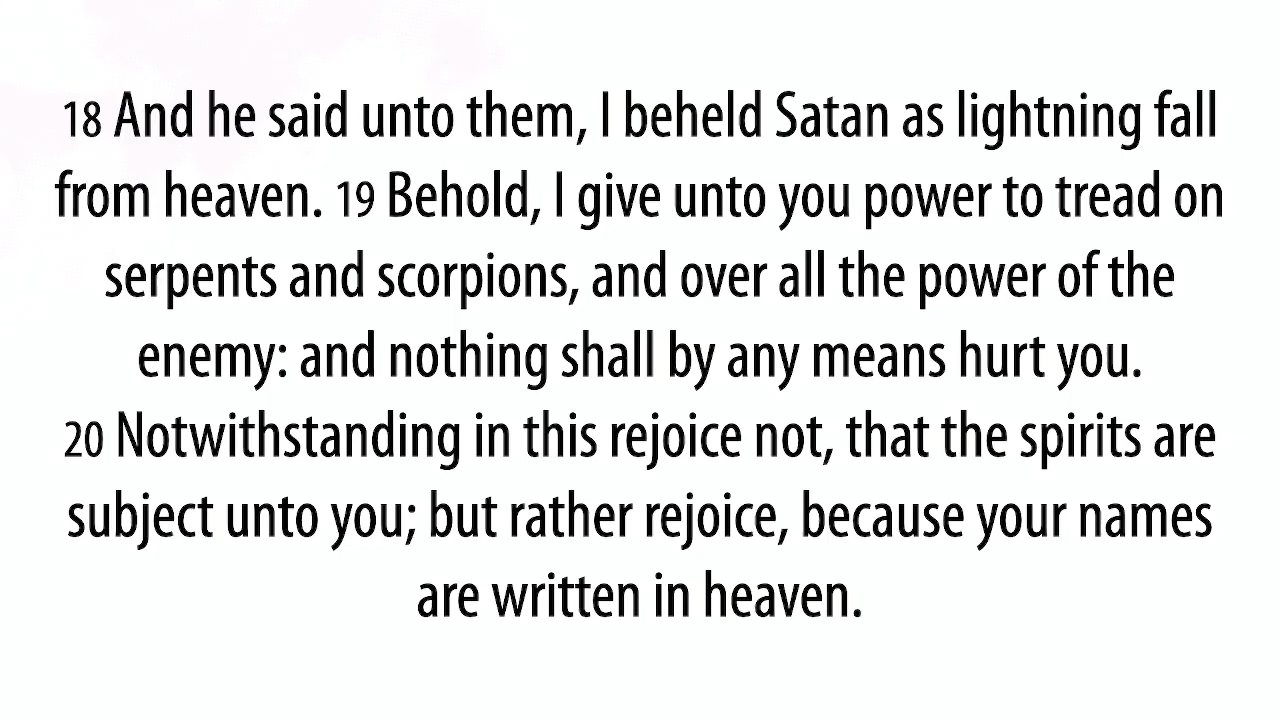 18 And he said unto them, I beheld Satan as lightning fall
from heaven. 19 Behold, I give unto you power to tread on
serpents and scorpions, and over all the power of the
enemy: and nothing shall by any means hurt you.
20 Notwithstanding in this rejoice not, that the spirits are
subject unto you; but rather rejoice, because your names
are written in heaven.